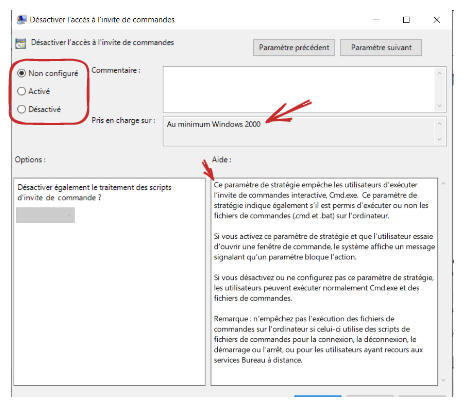 Désactiver l'accès à l'invite de commandes
Désactiver l'accès à l'invite de commandes
Paramètre précédent
Paramètre suivant
Non configuré
Activé
Désactivé
Commentaire :
Pris en charge sur :
Au minimum Windows 2000
Options :
Aide :
Désactiver également le traitement des scripts
d'invite de commande ?
Ce paramètre de stratégie empêche les utilisateurs d'exécuter
l'invite de commandes interactive, Cmd.exe. Ce paramètre de
stratégie indique également s'il est permis d'exécuter ou non les
fichiers de commandes (.cmd et .bat) sur l'ordinateur.
Si vous activez ce paramètre de stratégie et que l'utilisateur essaie
d'ouvrir une fenêtre de commande, le système affiche un message
signalant qu'un paramètre bloque l'action.
Si vous désactivez ou ne configurez pas ce paramètre de stratégie,
les utilisateurs peuvent exécuter normalement Cmd.exe et des
fichiers de commandes.
Remarque : n'empêchez pas l'exécution des fichiers de
commandes sur l'ordinateur si celui-ci utilise des scripts de
fichiers de commandes pour la connexion, la déconnexion, le
démarrage ou l'arrêt, ou pour les utilisateurs ayant recours aux
services Bureau à distance.